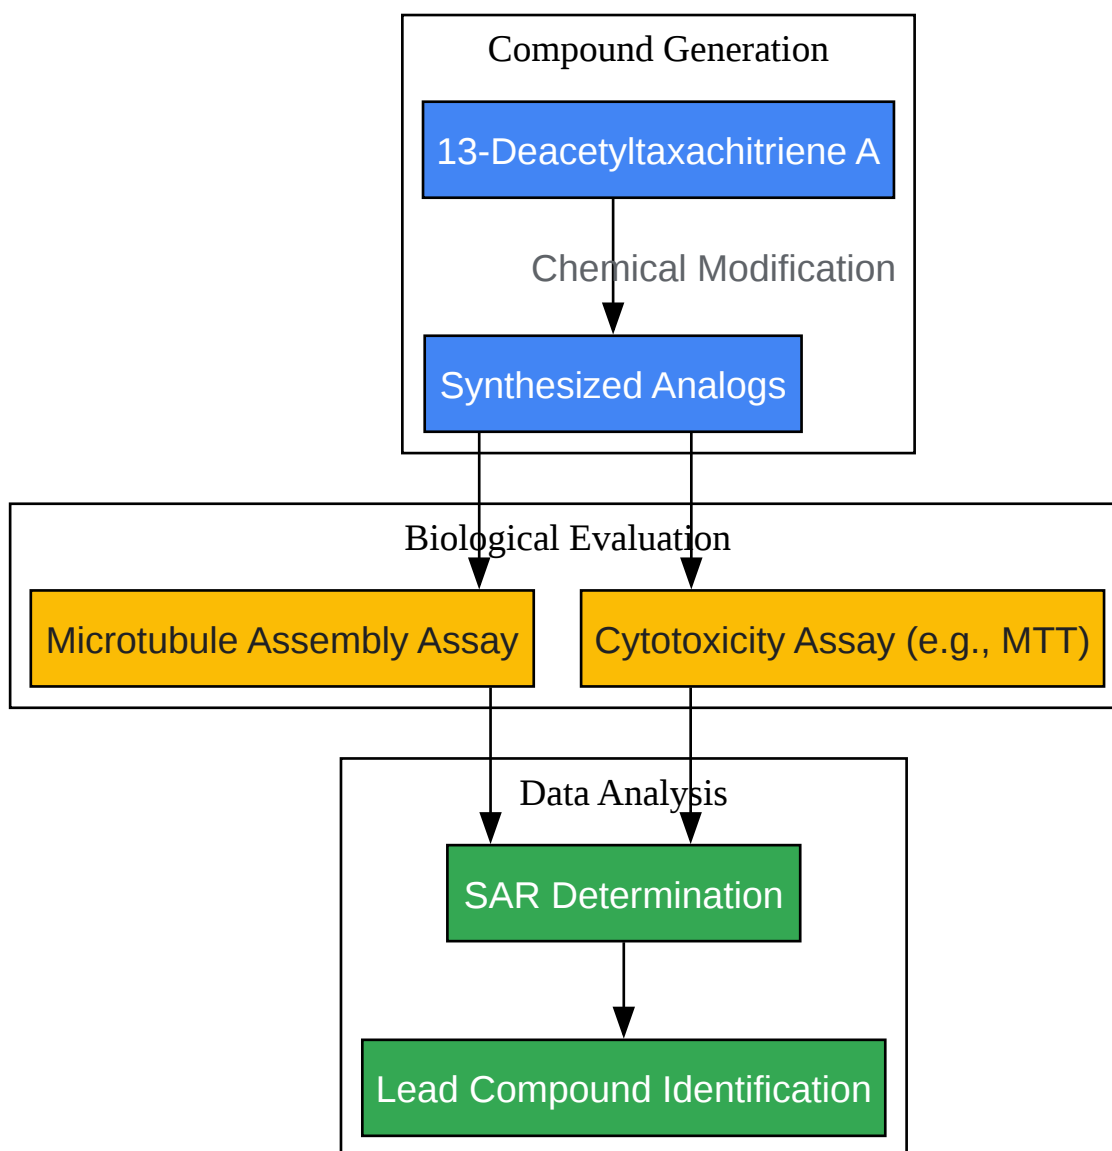 Compound Generation
13-Deacetyltaxachitriene A
Chemical Modification
Synthesized Analogs
Biological Evaluation
Microtubule Assembly Assay
Cytotoxicity Assay (e.g., MTT)
Data Analysis
SAR Determination
Lead Compound Identification